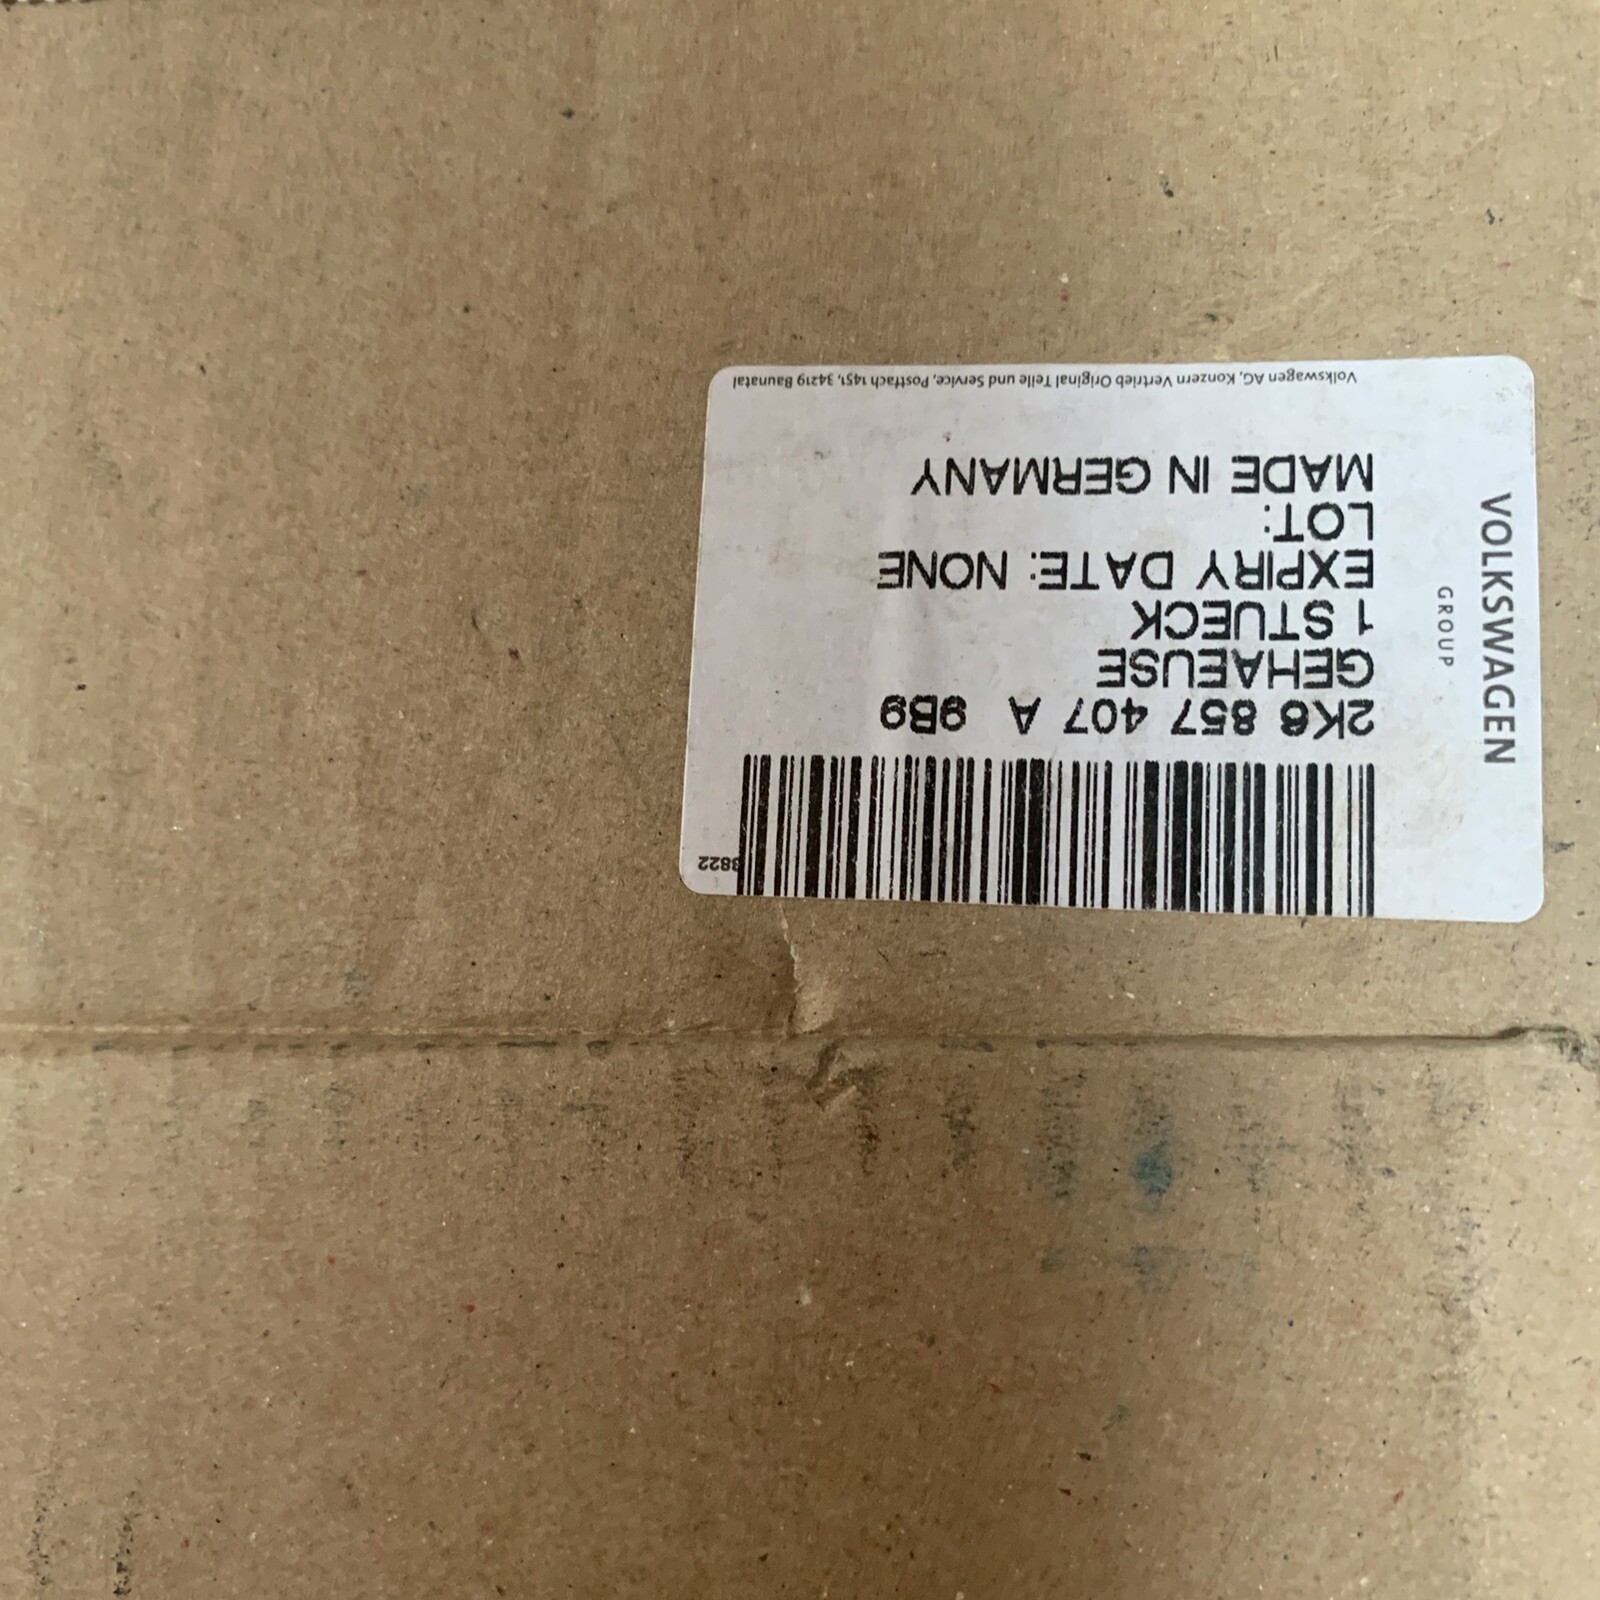 3822
2K6 857 407 A 9B9
GEHAEUSE
1 STUECK
EXPIRY DATE: NONE
LOT:
MADE IN GERMANY
Volkswagen AG, Konzern Vertrieb Original Teile und Service, Postfach 1451, 34219 Baunatal
VOLKSWAGEN
GROUP